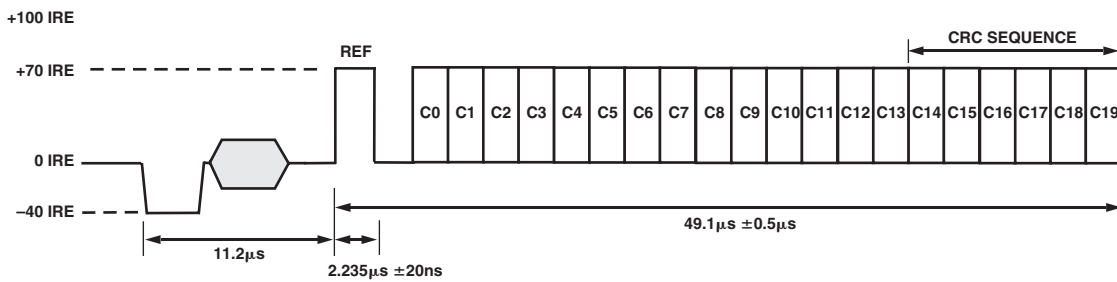 +100 IRE
REF
CRC SEQUENCE
+70 IRE
C0 C1 C2 C3 C4 C5 C6 C7 C8 C9 C10 C11 C12 C13 C14 C15 C16 C17 C18 C19
0 IRE
–40 IRE
49.1µs ±0.5µs
11.2µs
2.235µs ±20ns